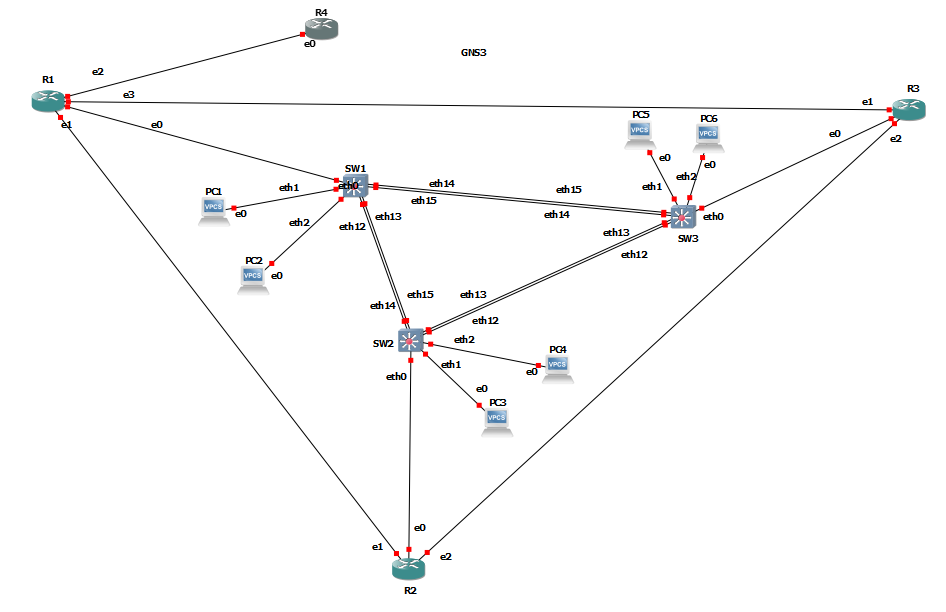 R4
e0
GNS3
e2
R1
e3
R3
e1
e1
e0
PC5
PC6
e0
e2
e0
e0
SW1
eth1
eth0
eth14
eth15
eth1
eth2
PC1
eth15
eth14
eth0
e0
eth2
eth12
eth13
eth13
SW3
eth12
PC2
e0
eth15
eth13
eth14
eth12
SW2
eth2
PC4
eth1
e0
eth0
e0
PC3
VPCS
VPCS
VPCS
VPCS
VPCS
VPCS
e0
e1
e2
R2